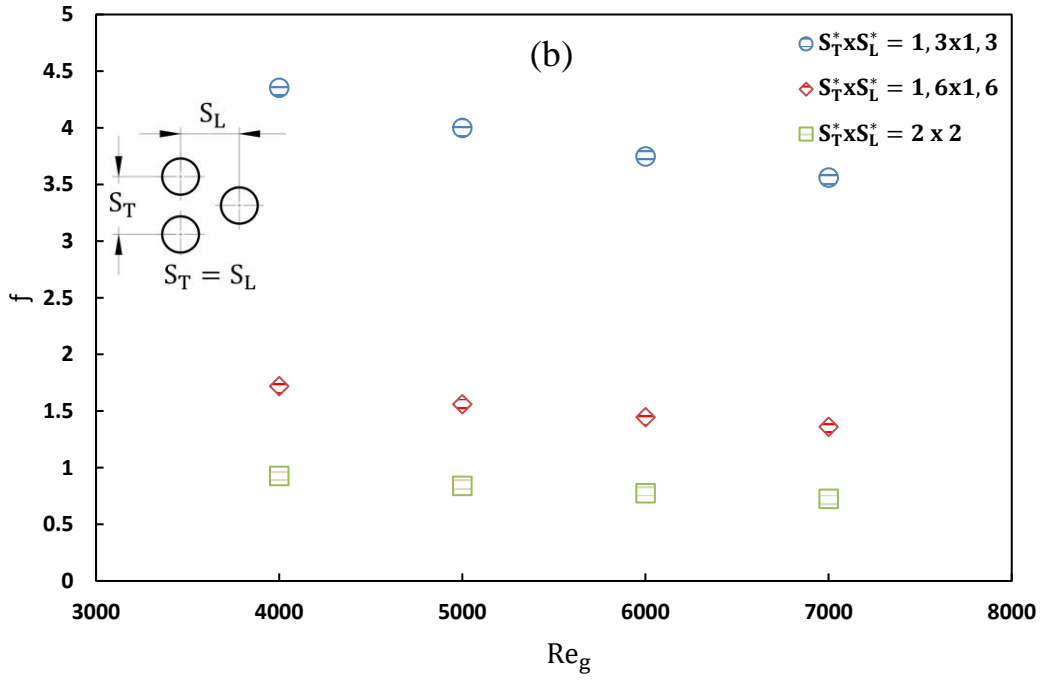 5
4.5
4
3.5
3
2.5
2
1.5
1
0.5
0
3000
4000
5000
6000
7000
8000
f
Re_g
(b)
S_T^*xS_L^* = 1,3x1,3
S_T^*xS_L^* = 1,6x1,6
S_T^*xS_L^* = 2 x 2
S_L
S_T
S_T = S_L